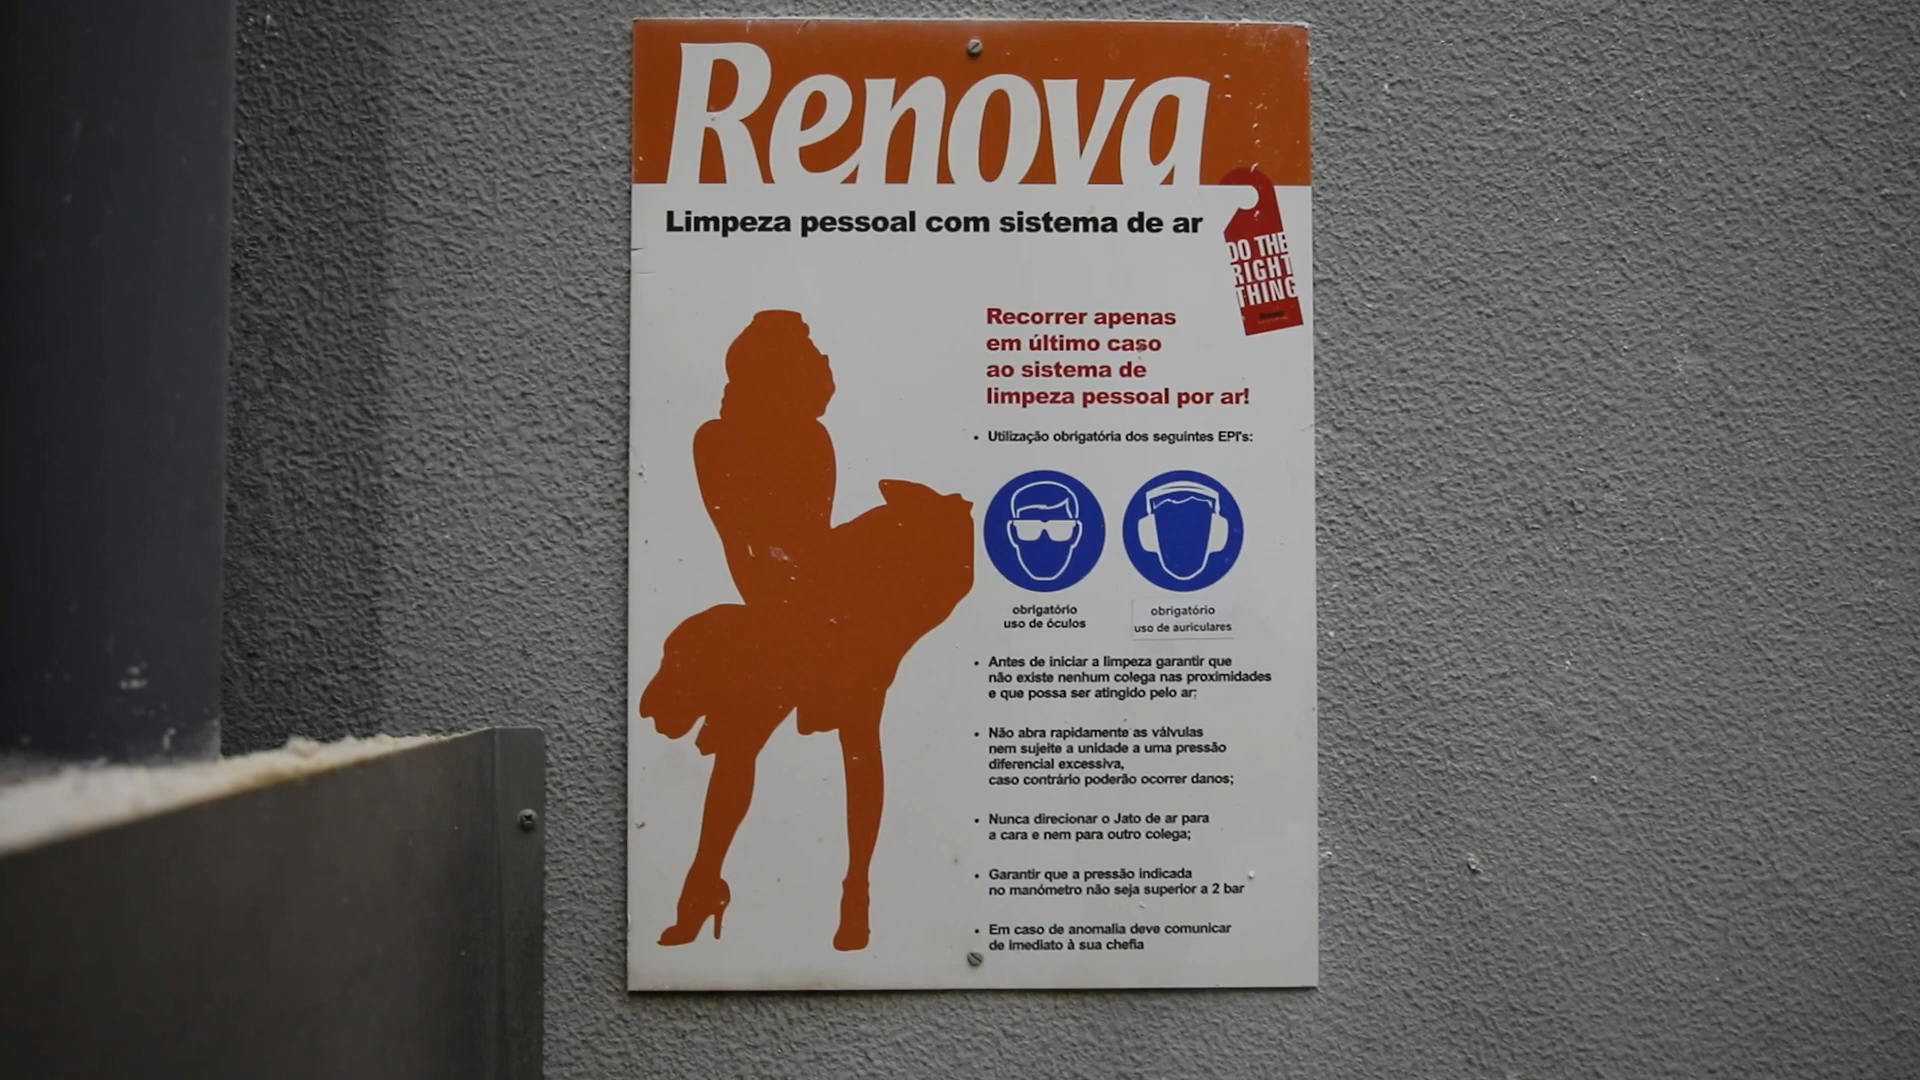 Renova
Limpeza pessoal com sistema de ar
DO THE
RIGHT
THING
Recorrer apenas
em último caso
ao sistema de
limpeza pessoal por ar!
• Utilização obrigatória dos seguintes EPI's:
obrigatório
uso de óculos
obrigatório
uso de auriculares
• Antes de iniciar a limpeza garantir que
não existe nenhum colega nas proximidades
e que possa ser atingido pelo ar;
• Não abra rapidamente as válvulas
nem sujeite a unidade a uma pressão
diferencial excessiva,
caso contrário poderão ocorrer danos;
• Nunca direcionar o Jato de ar para
a cara e nem para outro colega;
• Garantir que a pressão indicada
no manómetro não seja superior a 2 bar
• Em caso de anomalia deve comunicar
de imediato à sua chefia